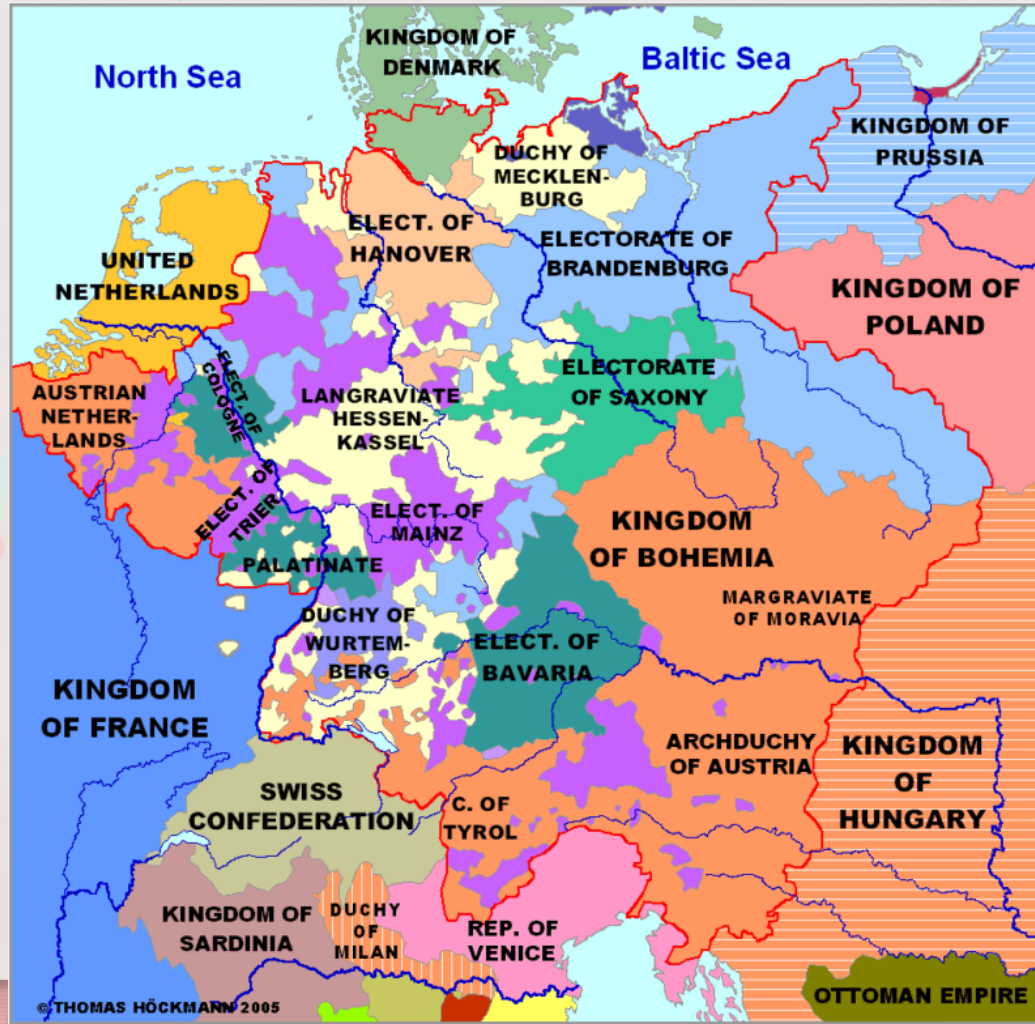 KINGDOM OF
DENMARK
North Sea
Baltic Sea
KINGDOM OF
PRUSSIA
DUCHY OF
MECKLEN-
BURG
ELECT. OF
HANOVER
ELECTORATE OF
BRANDENBURG
UNITED
NETHERLANDS
KINGDOM OF
POLAND
AUSTRIAN
NETHER-
LANDS
ELECT. OF
COLOGNE
LANGRAVIATE
HESSEN-
KASSEL
ELECTORATE
OF SAXONY
ELECT. OF
TRIER
ELECT. OF
MAINZ
KINGDOM
OF BOHEMIA
PALATINATE
MARGRAVIATE
OF MORAVIA
DUCHY OF
WURTEM-
BERG
ELECT. OF
BAVARIA
KINGDOM
OF FRANCE
ARCHDUCHY
OF AUSTRIA
KINGDOM
OF
HUNGARY
SWISS
CONFEDERATION
C. OF
TYROL
KINGDOM OF
SARDINIA
DUCHY
OF
MILAN
REP. OF
VENICE
OTTOMAN EMPIRE
© THOMAS HÖCKMANN 2005